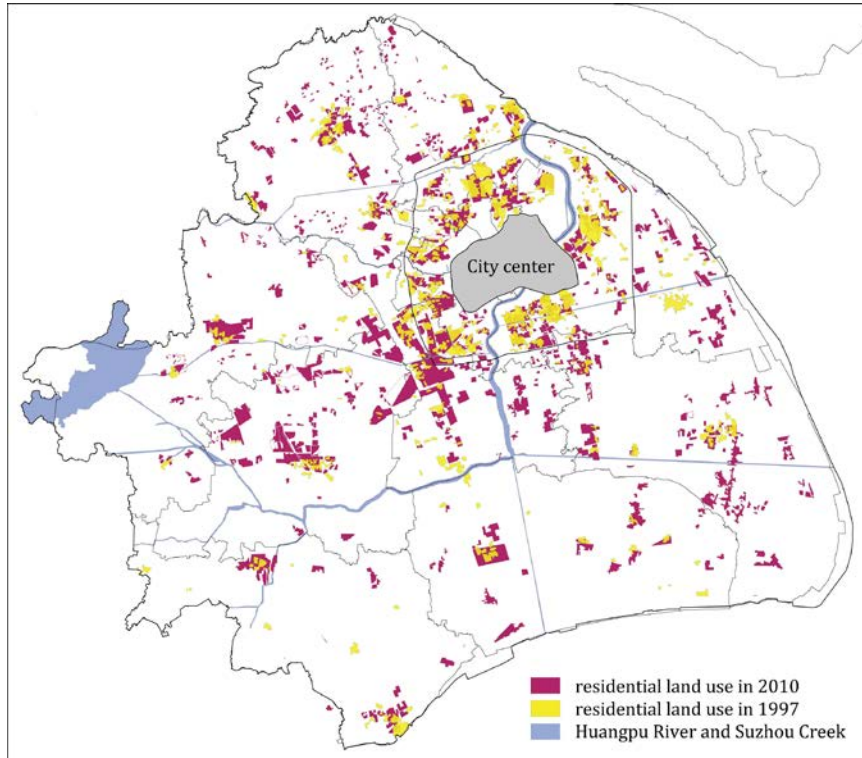 City center
residential land use in 2010
residential land use in 1997
Huangpu River and Suzhou Creek